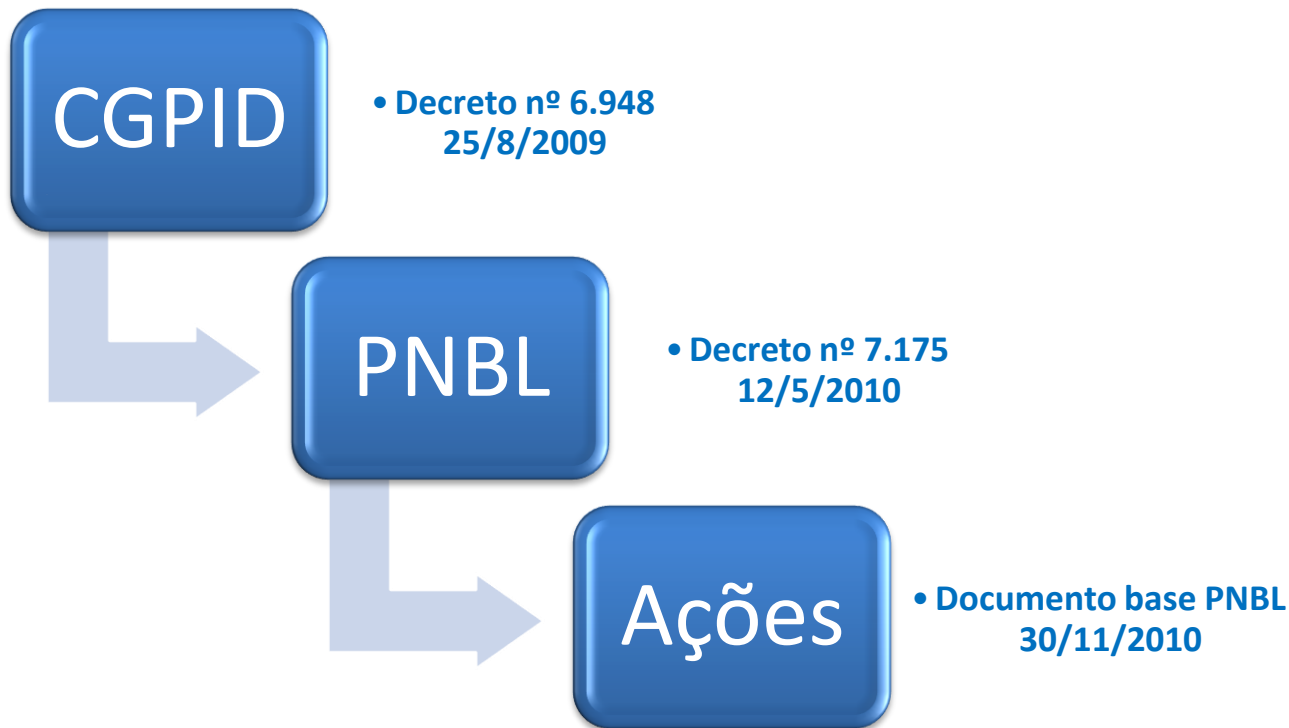 CGPID
• Decreto nº 6.948
25/8/2009
PNBL
• Decreto nº 7.175
12/5/2010
Ações
• Documento base PNBL
30/11/2010